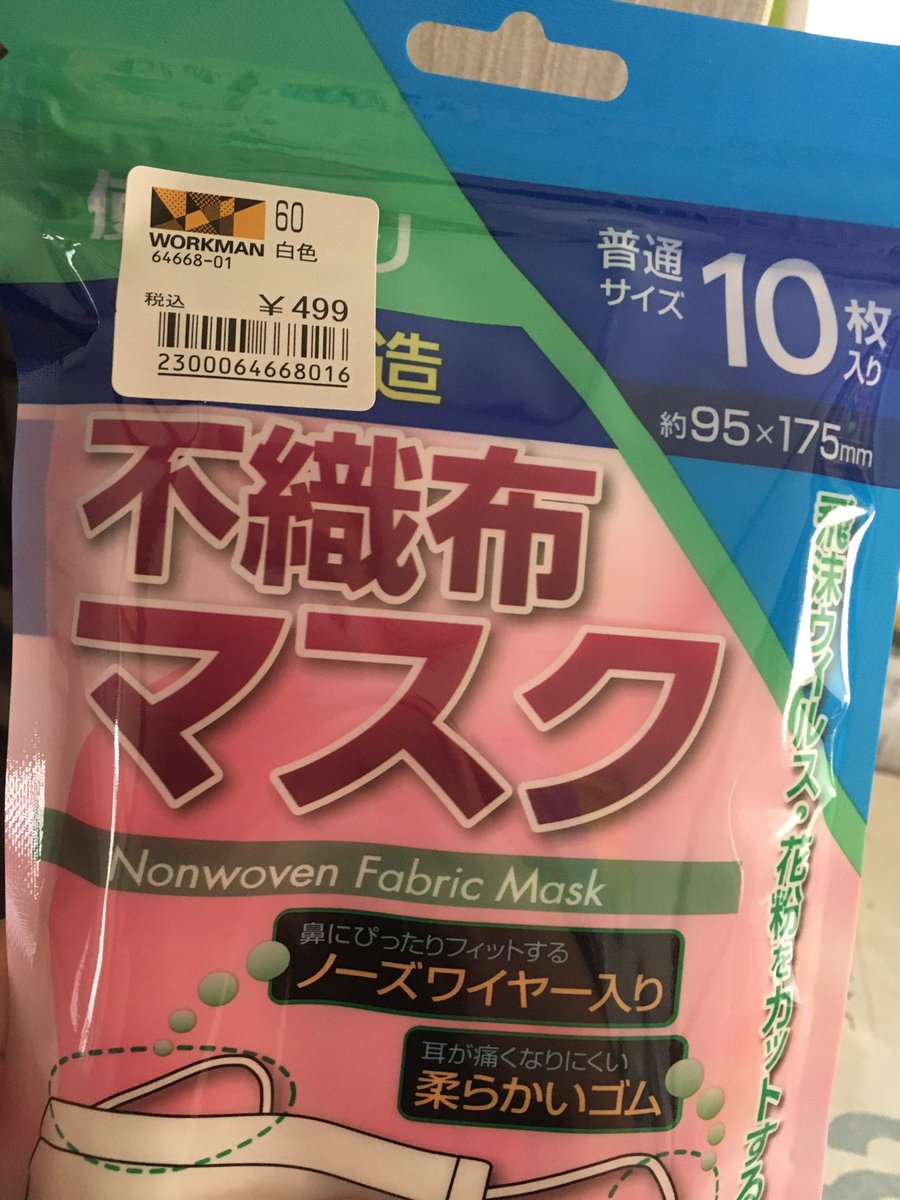 WORKMAN
60
白色
64668-01
税込 ¥499
2300064668016
普通
サイズ
10枚入り
約95×175mm
造
不織布
マスク
Nonwoven Fabric Mask
鼻にぴったりフィットする
ノーズワイヤー入り
耳が痛くなりにくい
柔らかいゴム
飛沫ウイルス・花粉をカットする